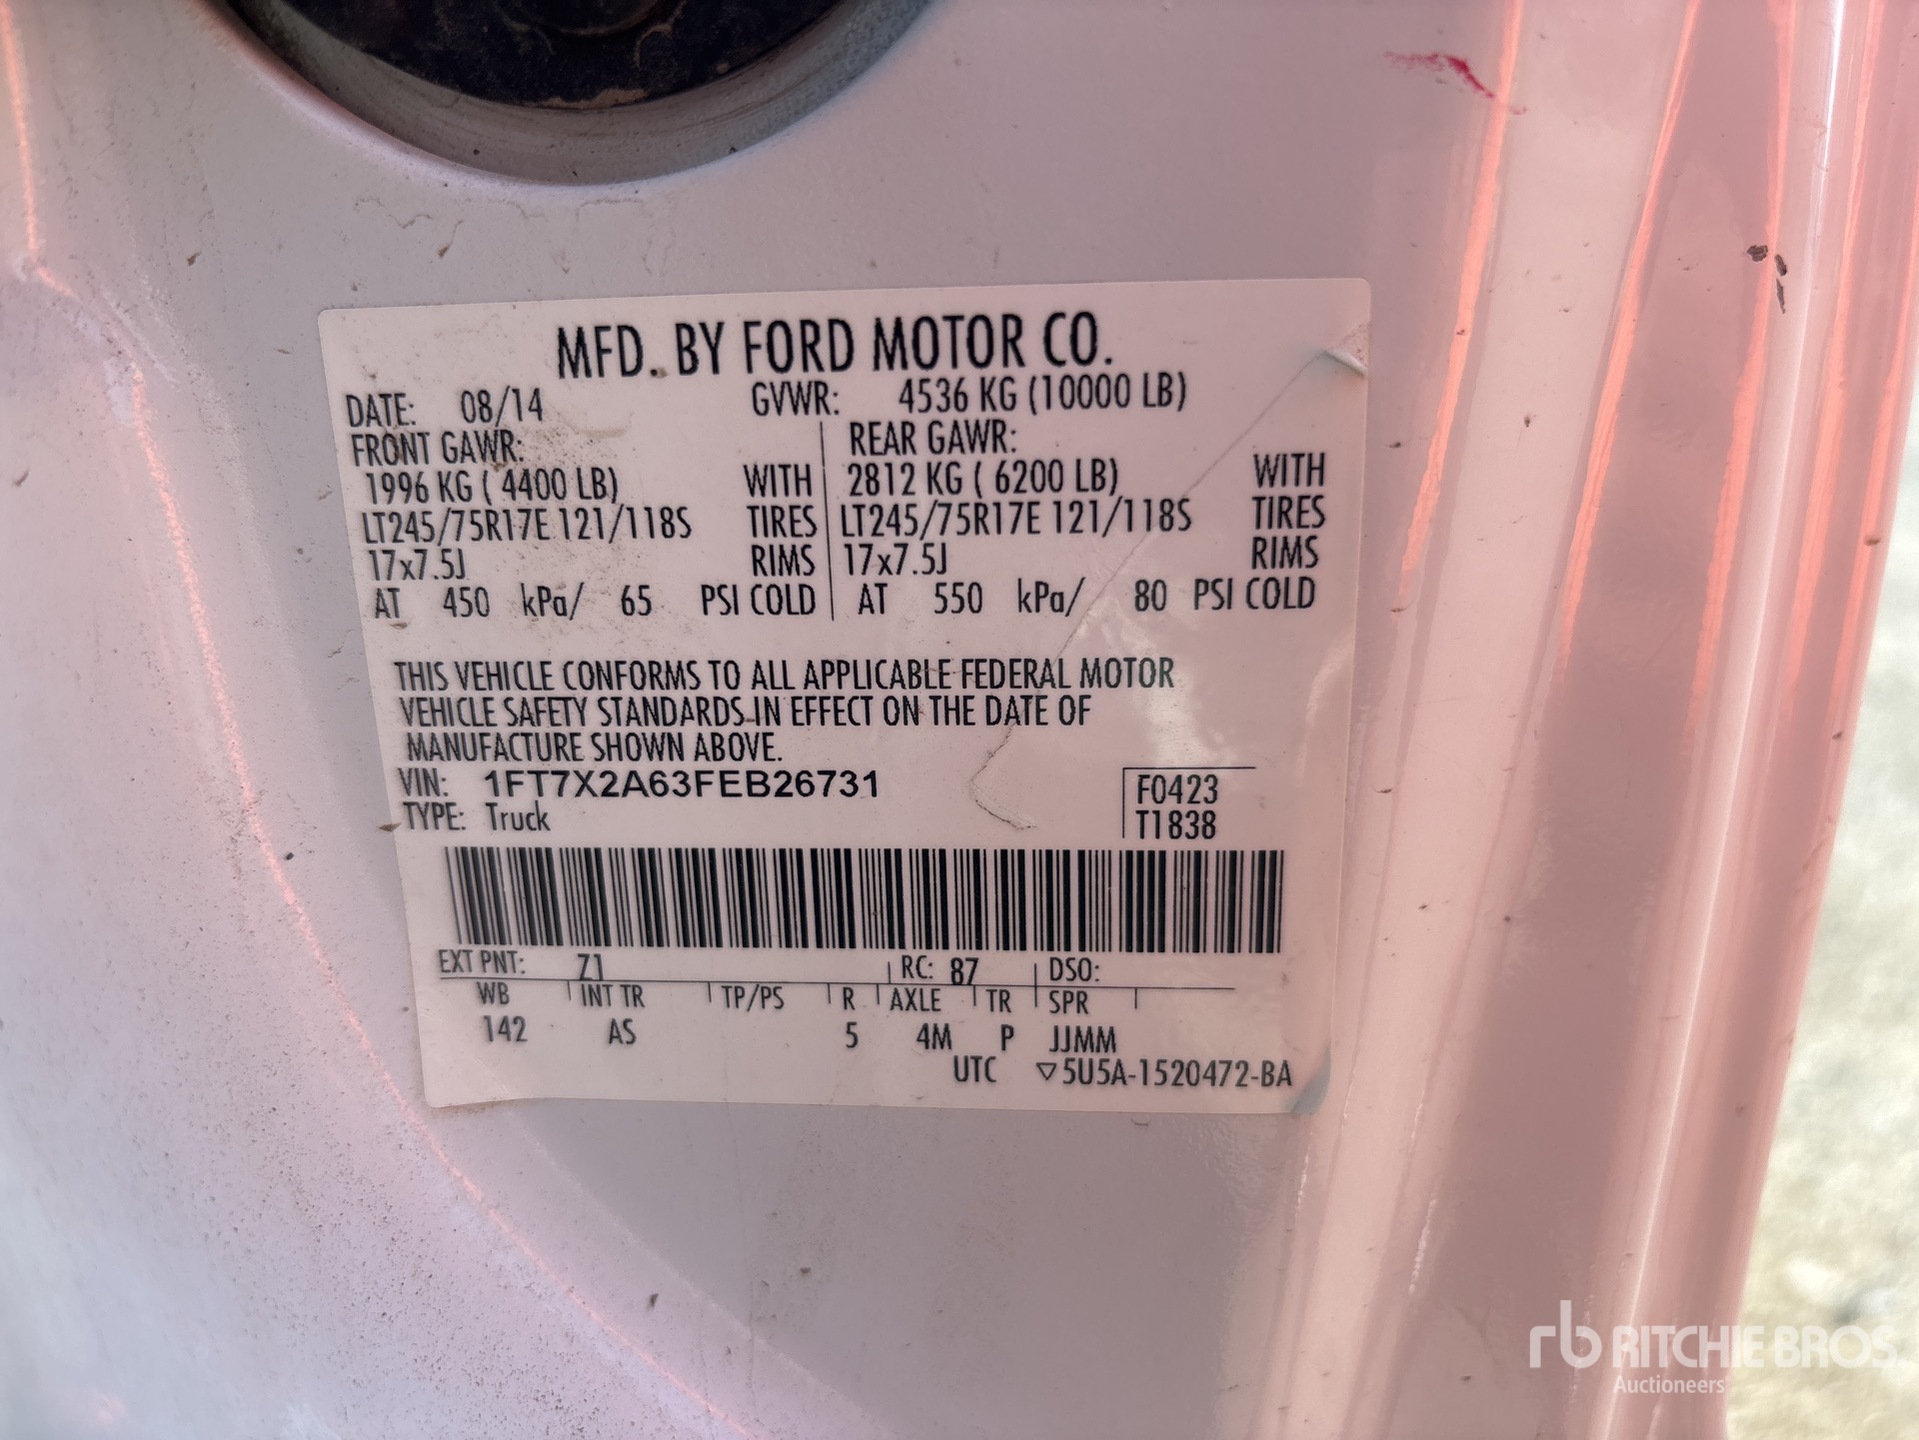 MFD. BY FORD MOTOR CO.
DATE: 08/14 GVWR: 4536 KG (10000 LB)
FRONT GAWR: REAR GAWR:
1996 KG ( 4400 LB) WITH 2812 KG ( 6200 LB) WITH
LT245/75R17E 121/118S TIRES LT245/75R17E 121/118S TIRES
17x7.5J RIMS 17x7.5J RIMS
AT 450 kPa/ 65 PSI COLD AT 550 kPa/ 80 PSI COLD
THIS VEHICLE CONFORMS TO ALL APPLICABLE FEDERAL MOTOR
VEHICLE SAFETY STANDARDS IN EFFECT ON THE DATE OF
MANUFACTURE SHOWN ABOVE.
VIN: 1FT7X2A63FEB26731 F0423
TYPE: Truck T1838
EXT PNT: Z1 RC: 87 DSO:
WB INT TR TP/PS R AXLE TR SPR
142 AS 5 4M P JJMM
UTC ▽5U5A-1520472-BA
rb RITCHIE BROS.
Auctioneers